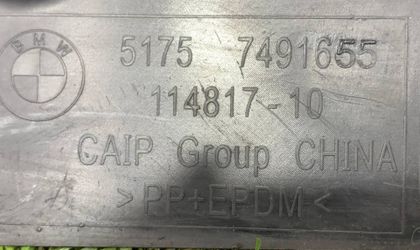 BMW
5175 7491655
114817-10
CAIP Group CHINA
>PP+EPDM<